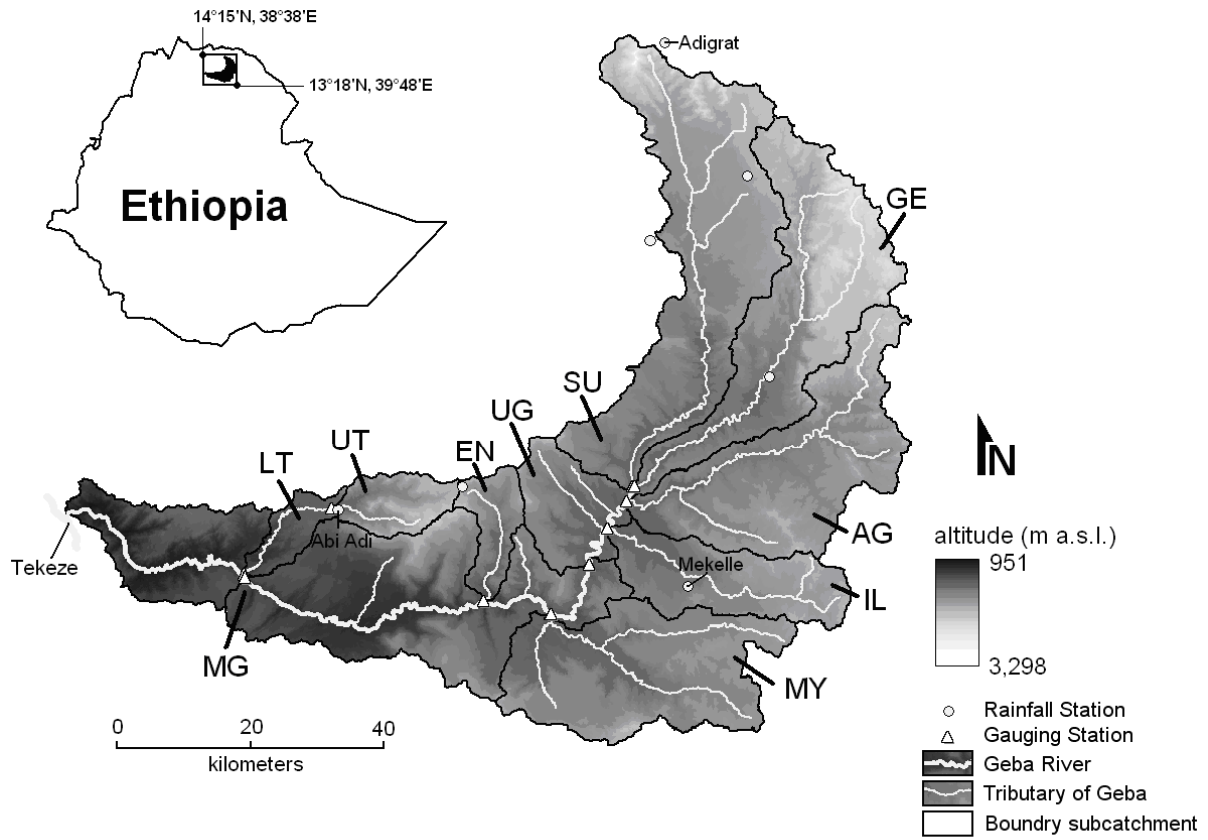 14°15'N, 38°38'E
13°18'N, 39°48'E
Ethiopia
Adigrat
GE
SU
UG
EN
UT
LT
N
Abi Adi
AG
Tekeze
Mekelle
IL
MG
MY
altitude (m a.s.l.)
951
3,298
0 20 40
kilometers
Rainfall Station
Gauging Station
Geba River
Tributary of Geba
Boundry subcatchment